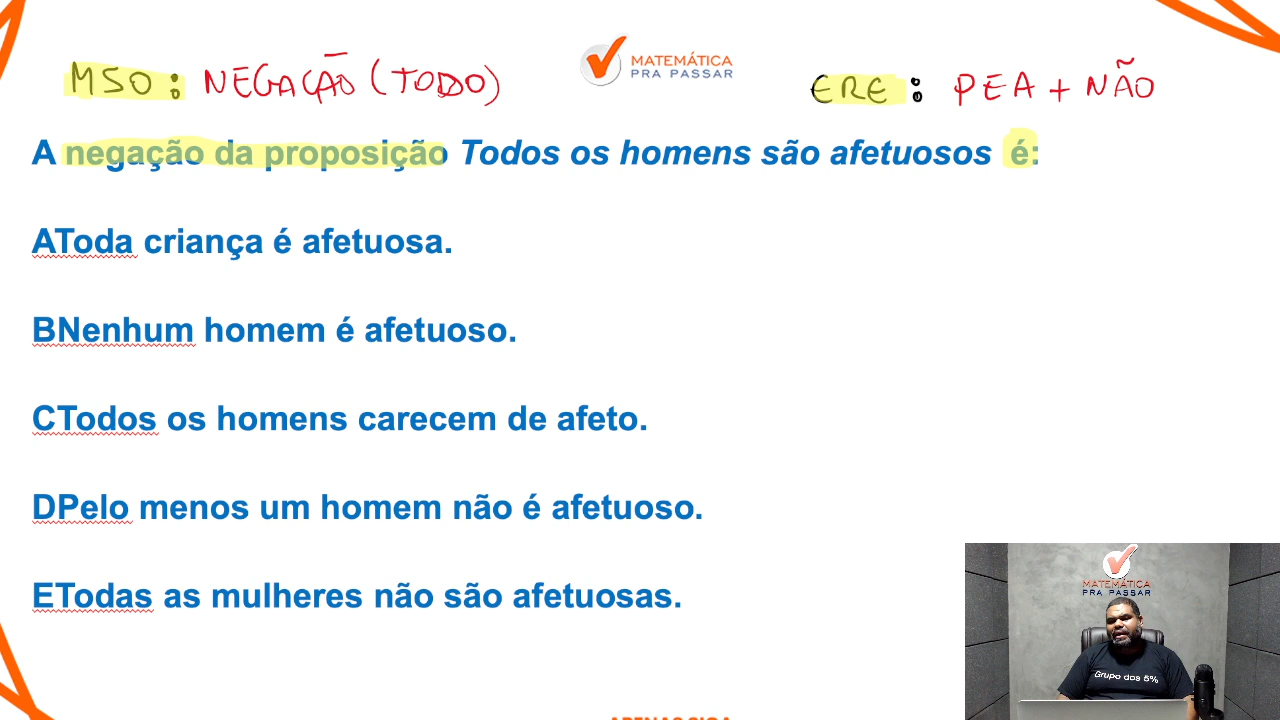 MSO: NEGAÇÃO (TODO)
MATEMÁTICA
PRA PASSAR
ERE: PEA + NÃO
A negação da proposição Todos os homens são afetuosos é:
AToda criança é afetuosa.
BNenhum homem é afetuoso.
CTodos os homens carecem de afeto.
DPelo menos um homem não é afetuoso.
ETodas as mulheres não são afetuosas.
MATEMÁTICA
PRA PASSAR
Grupo dos 5%